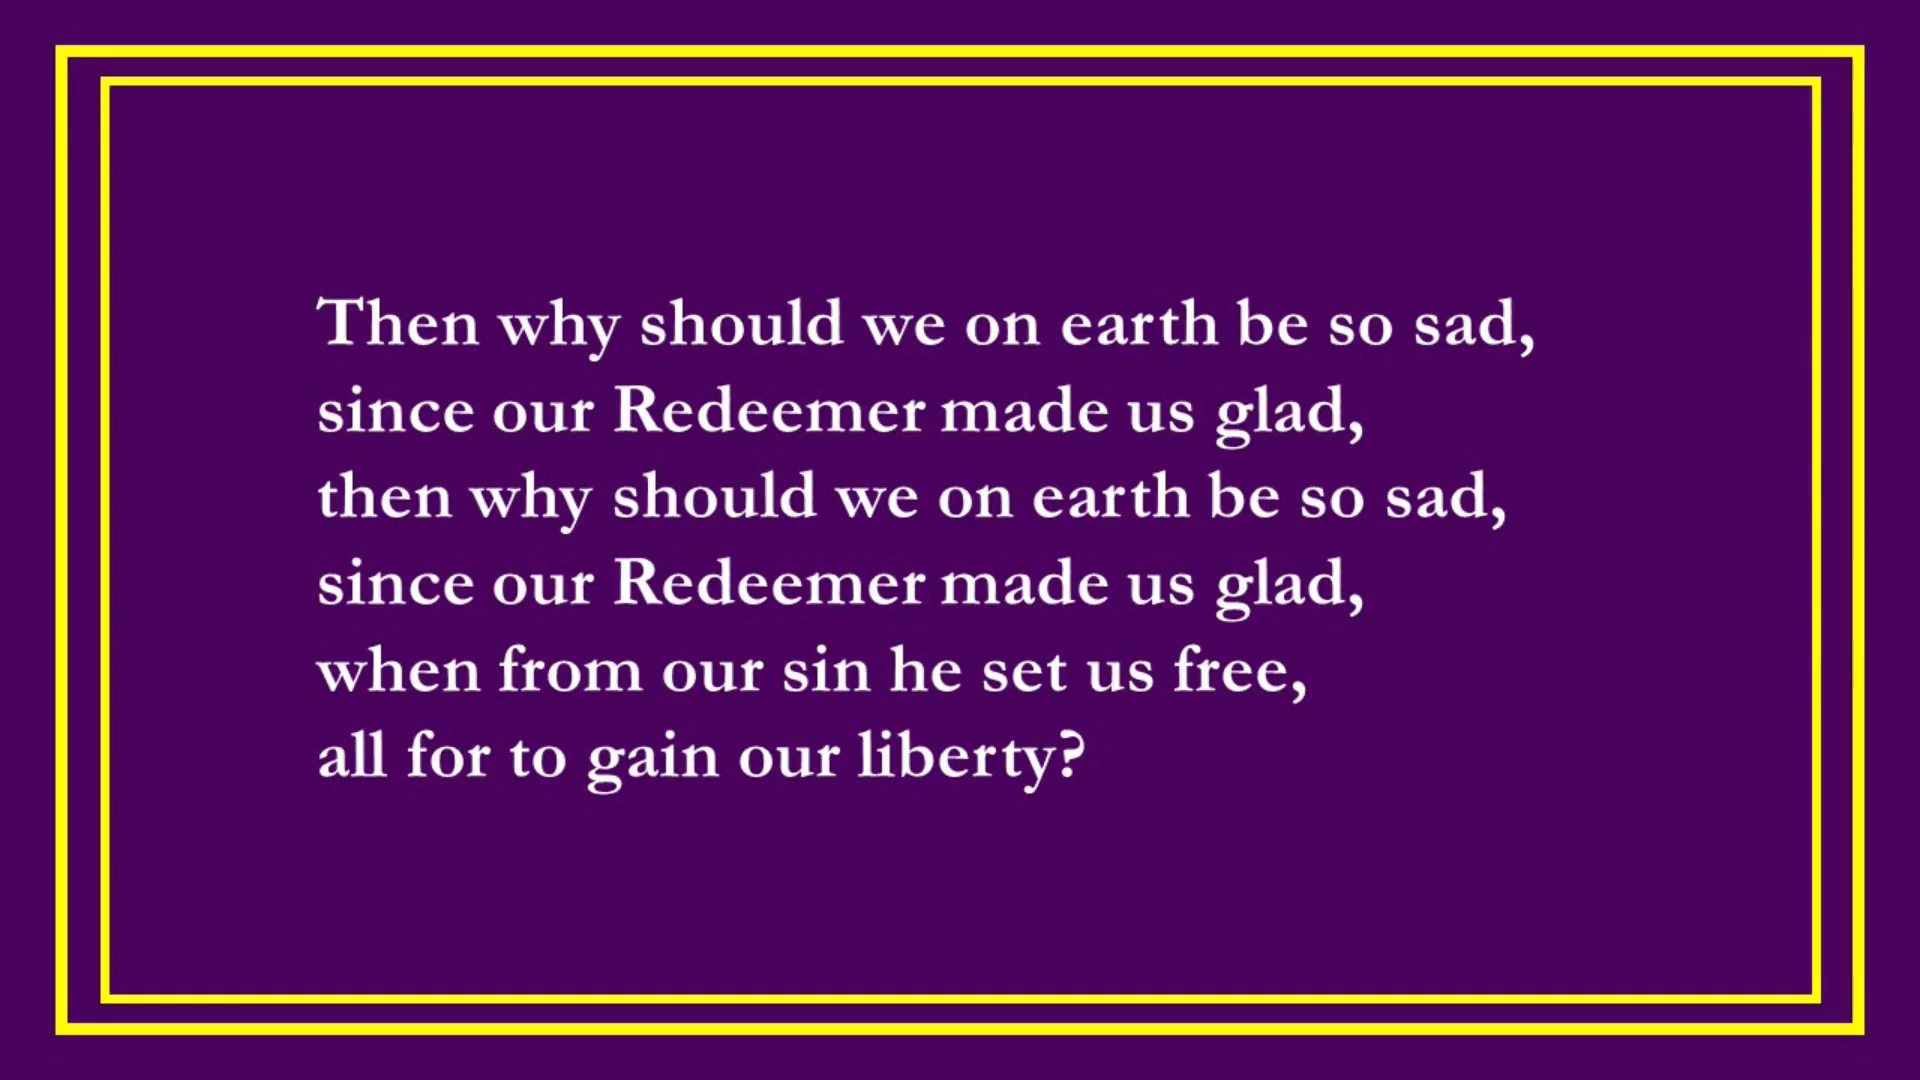 Then why should we on earth be so sad,
since our Redeemer made us glad,
then why should we on earth be so sad,
since our Redeemer made us glad,
when from our sin he set us free,
all for to gain our liberty?